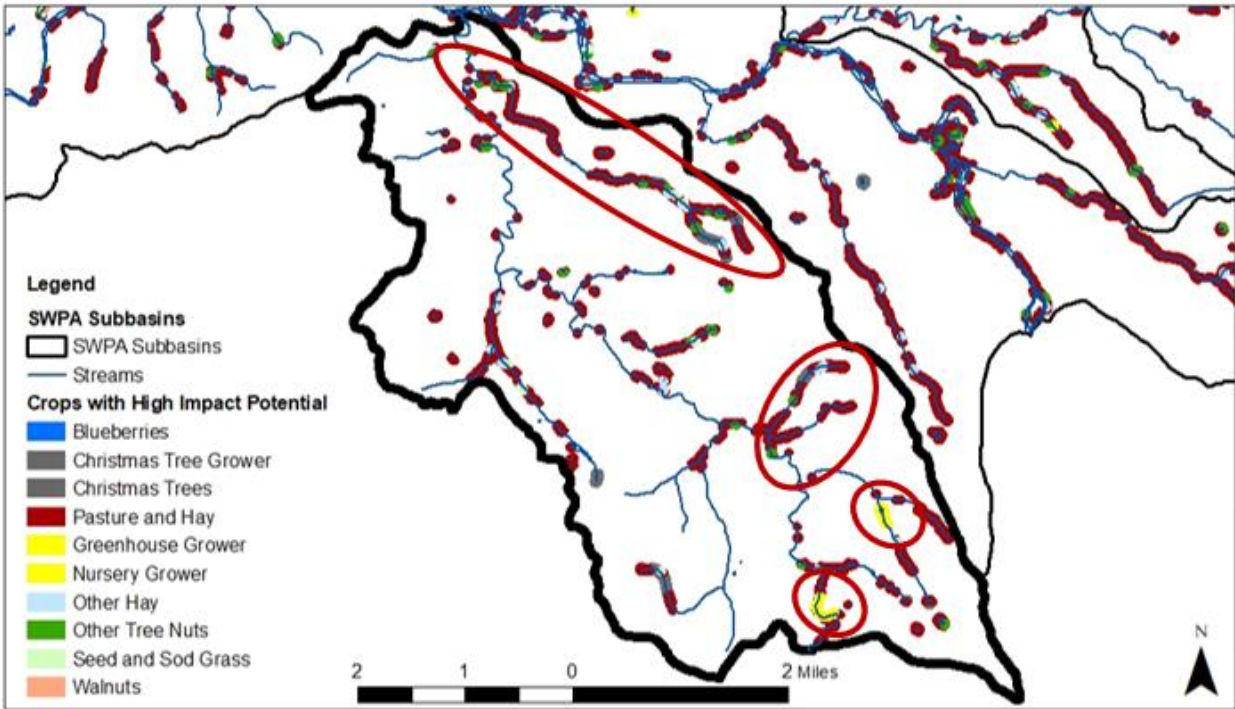 Legend
SWPA Subbasins
SWPA Subbasins
Streams
Crops with High Impact Potential
Blueberries
Christmas Tree Grower
Christmas Trees
Pasture and Hay
Greenhouse Grower
Nursery Grower
Other Hay
Other Tree Nuts
Seed and Sod Grass
Walnuts
2 1 0 2 Miles
N